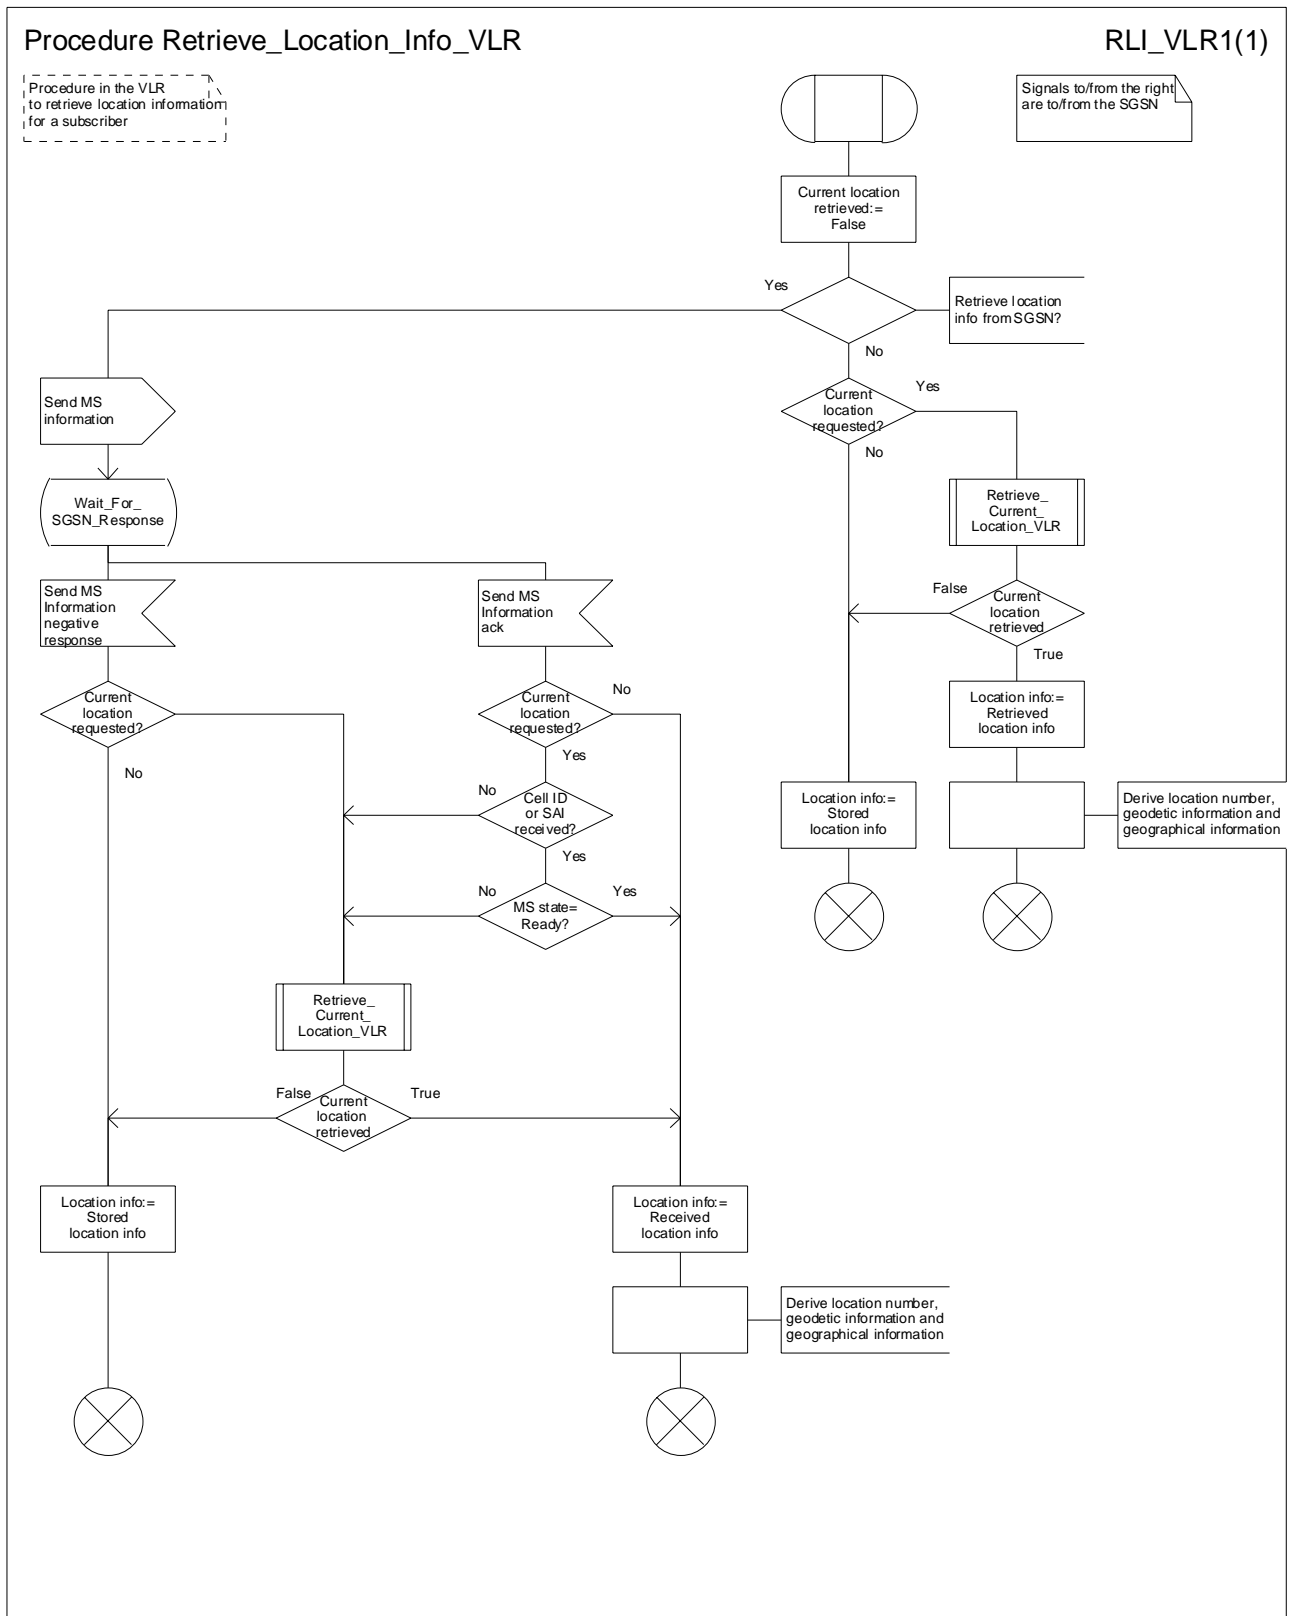 Procedure Retrieve_Location_Info_VLR
RLI_VLR1(1)
Procedure in the VLR
to retrieve location information
for a subscriber
Signals to/from the right
are to/from the SGSN
Current location
retrieved:=
False
Yes
Retrieve location
info from SGSN?
No
Send MS
information
Current
location
requested?
Yes
No
Wait_For_
SGSN_Response
Retrieve_
Current_
Location_VLR
Send MS
Information
negative
response
Send MS
Information
ack
False
Current
location
retrieved
True
Current
location
requested?
No
Current
location
requested?
No
Yes
Location info:=
Retrieved
location info
No
Cell ID
or SAI
received?
Yes
Location info:=
Stored
location info
Derive location number,
geodetic information and
geographical information
No
MS state=
Ready?
Yes
Retrieve_
Current_
Location_VLR
False
Current
location
retrieved
True
Location info:=
Stored
location info
Location info:=
Received
location info
Derive location number,
geodetic information and
geographical information